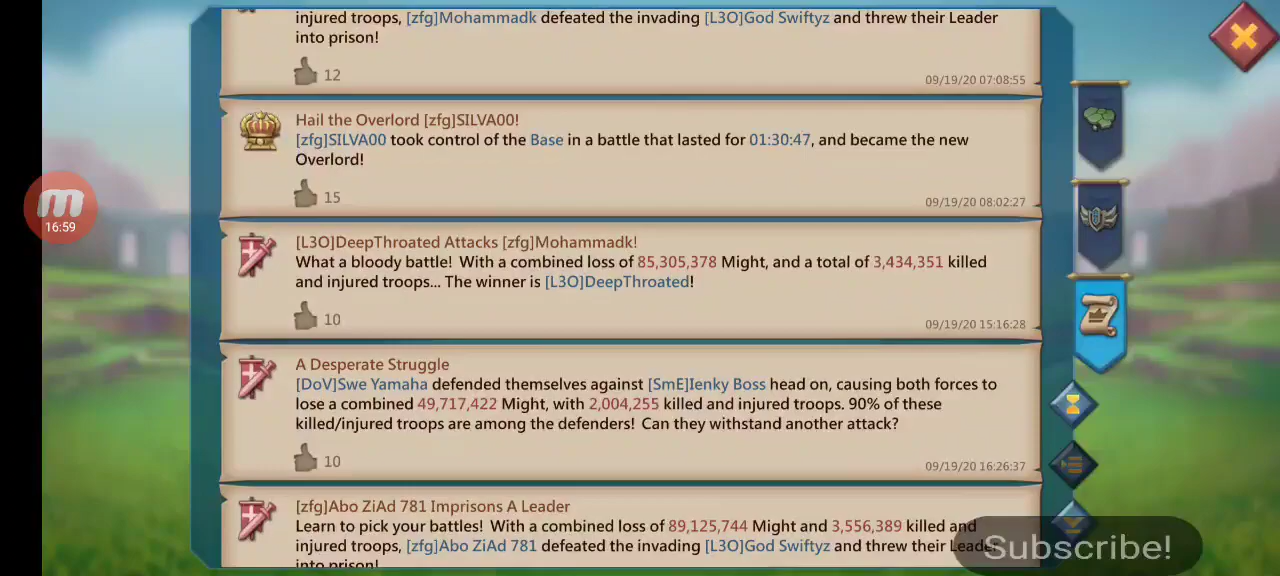 injured troops, [zfg]Mohammadk defeated the invading [L3O]God Swiftyz and threw their Leader
into prison!
12
09/19/20 07:08:55
Hail the Overlord [zfg]SILVA00!
[zfg]SILVA00 took control of the Base in a battle that lasted for 01:30:47, and became the new
Overlord!
15
09/19/20 08:02:27
16:59
[L3O]DeepThroated Attacks [zfg]Mohammadk!
What a bloody battle! With a combined loss of 85,305,378 Might, and a total of 3,434,351 killed
and injured troops... The winner is [L3O]DeepThroated!
10
09/19/20 15:16:28
A Desperate Struggle
[DoV]Swe Yamaha defended themselves against [SmE]Ienky Boss head on, causing both forces to
lose a combined 49,717,422 Might, with 2,004,255 killed and injured troops. 90% of these
killed/injured troops are among the defenders! Can they withstand another attack?
10
09/19/20 16:26:37
[zfg]Abo ZiAd 781 Imprisons A Leader
Learn to pick your battles! With a combined loss of 89,125,744 Might and 3,556,389 killed and
injured troops, [zfg]Abo ZiAd 781 defeated the invading [L3O]God Swiftyz and threw their Leader
into prison!
Subscribe!